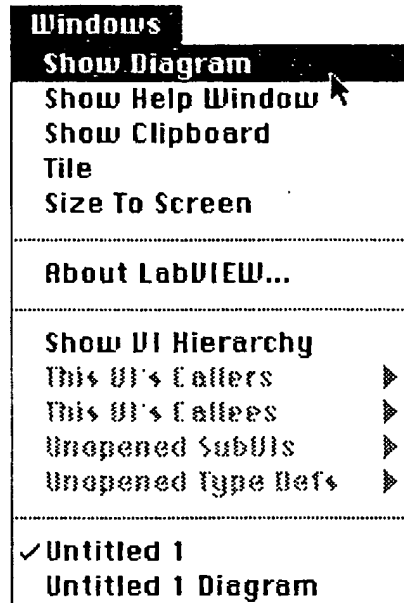 Windows
Show Diagram
Show Help Window
Show Clipboard
Tile
Size To Screen
About LabVIEW...
Show VI Hierarchy
This VI's Callers
This VI's Callees
Unopened SubVIs
Unopened Type Defs
✓Untitled 1
Untitled 1 Diagram